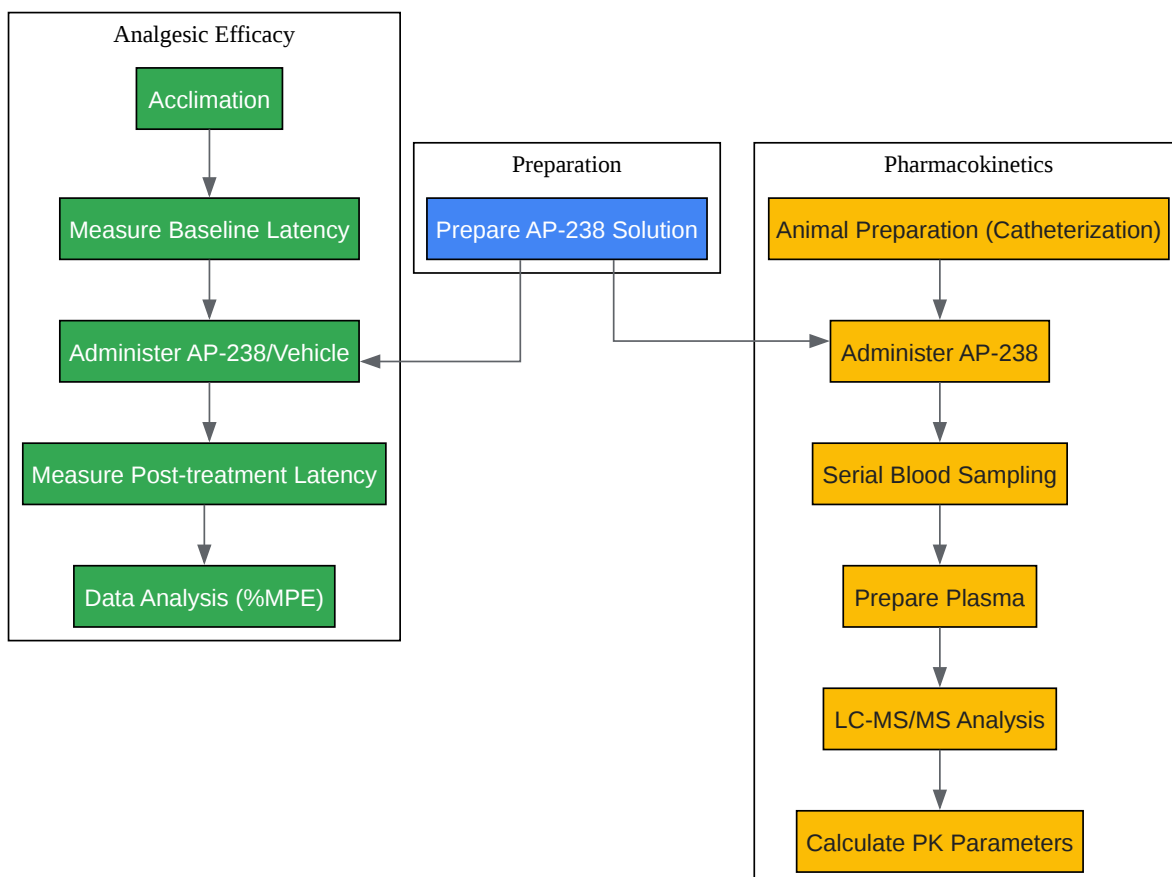 Analgesic Efficacy
Acclimation
Measure Baseline Latency
Administer AP-238/Vehicle
Measure Post-treatment Latency
Data Analysis (%MPE)
Preparation
Prepare AP-238 Solution
Pharmacokinetics
Animal Preparation (Catheterization)
Administer AP-238
Serial Blood Sampling
Prepare Plasma
LC-MS/MS Analysis
Calculate PK Parameters